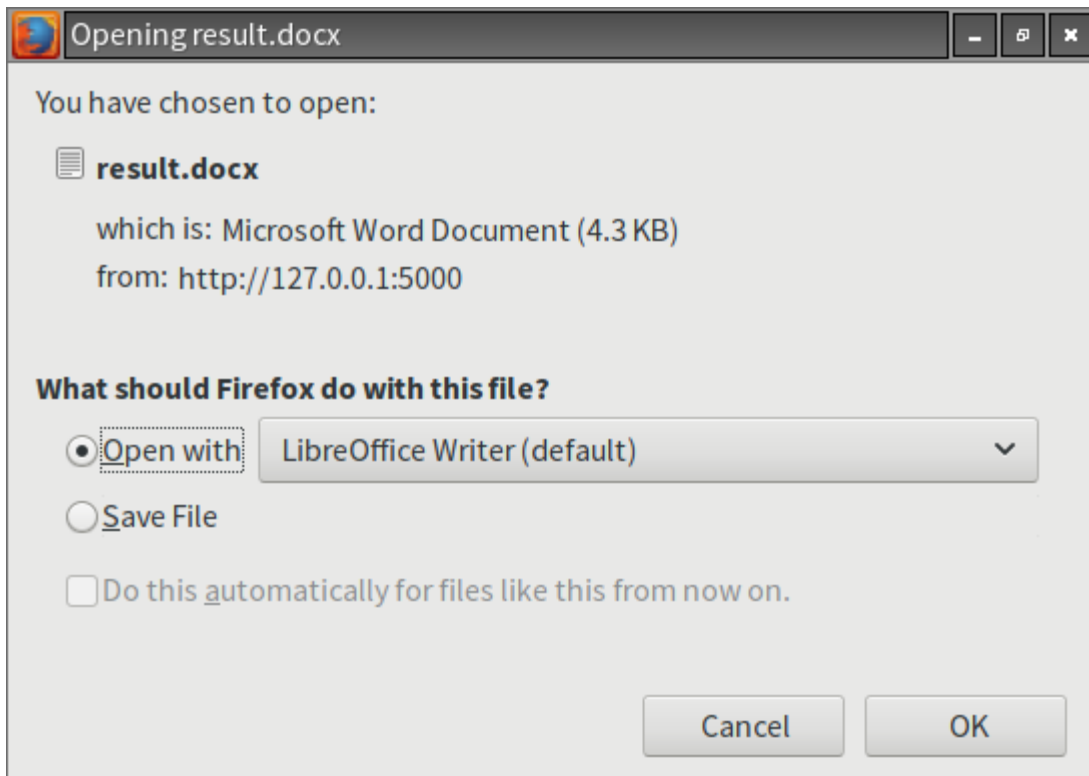 Opening result.docx
You have chosen to open:
result.docx
which is: Microsoft Word Document (4.3 KB)
from: http://127.0.0.1:5000
What should Firefox do with this file?
Open with LibreOffice Writer (default)
Save File
Do this automatically for files like this from now on.
Cancel OK